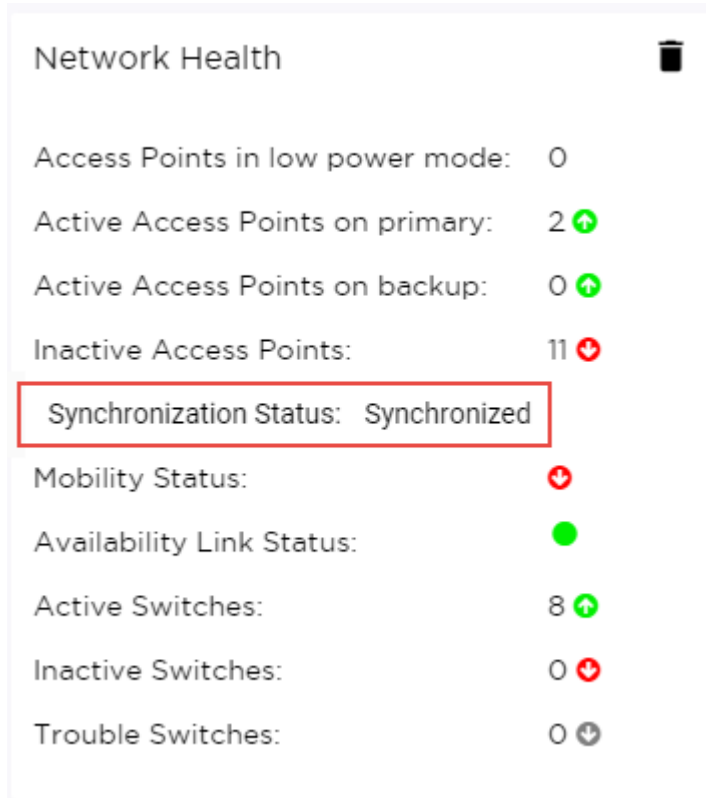 Network Health
Access Points in low power mode: 0
Active Access Points on primary: 2
Active Access Points on backup: 0
Inactive Access Points: 11
Synchronization Status: Synchronized
Mobility Status:
Availability Link Status:
Active Switches: 8
Inactive Switches: 0
Trouble Switches: 0